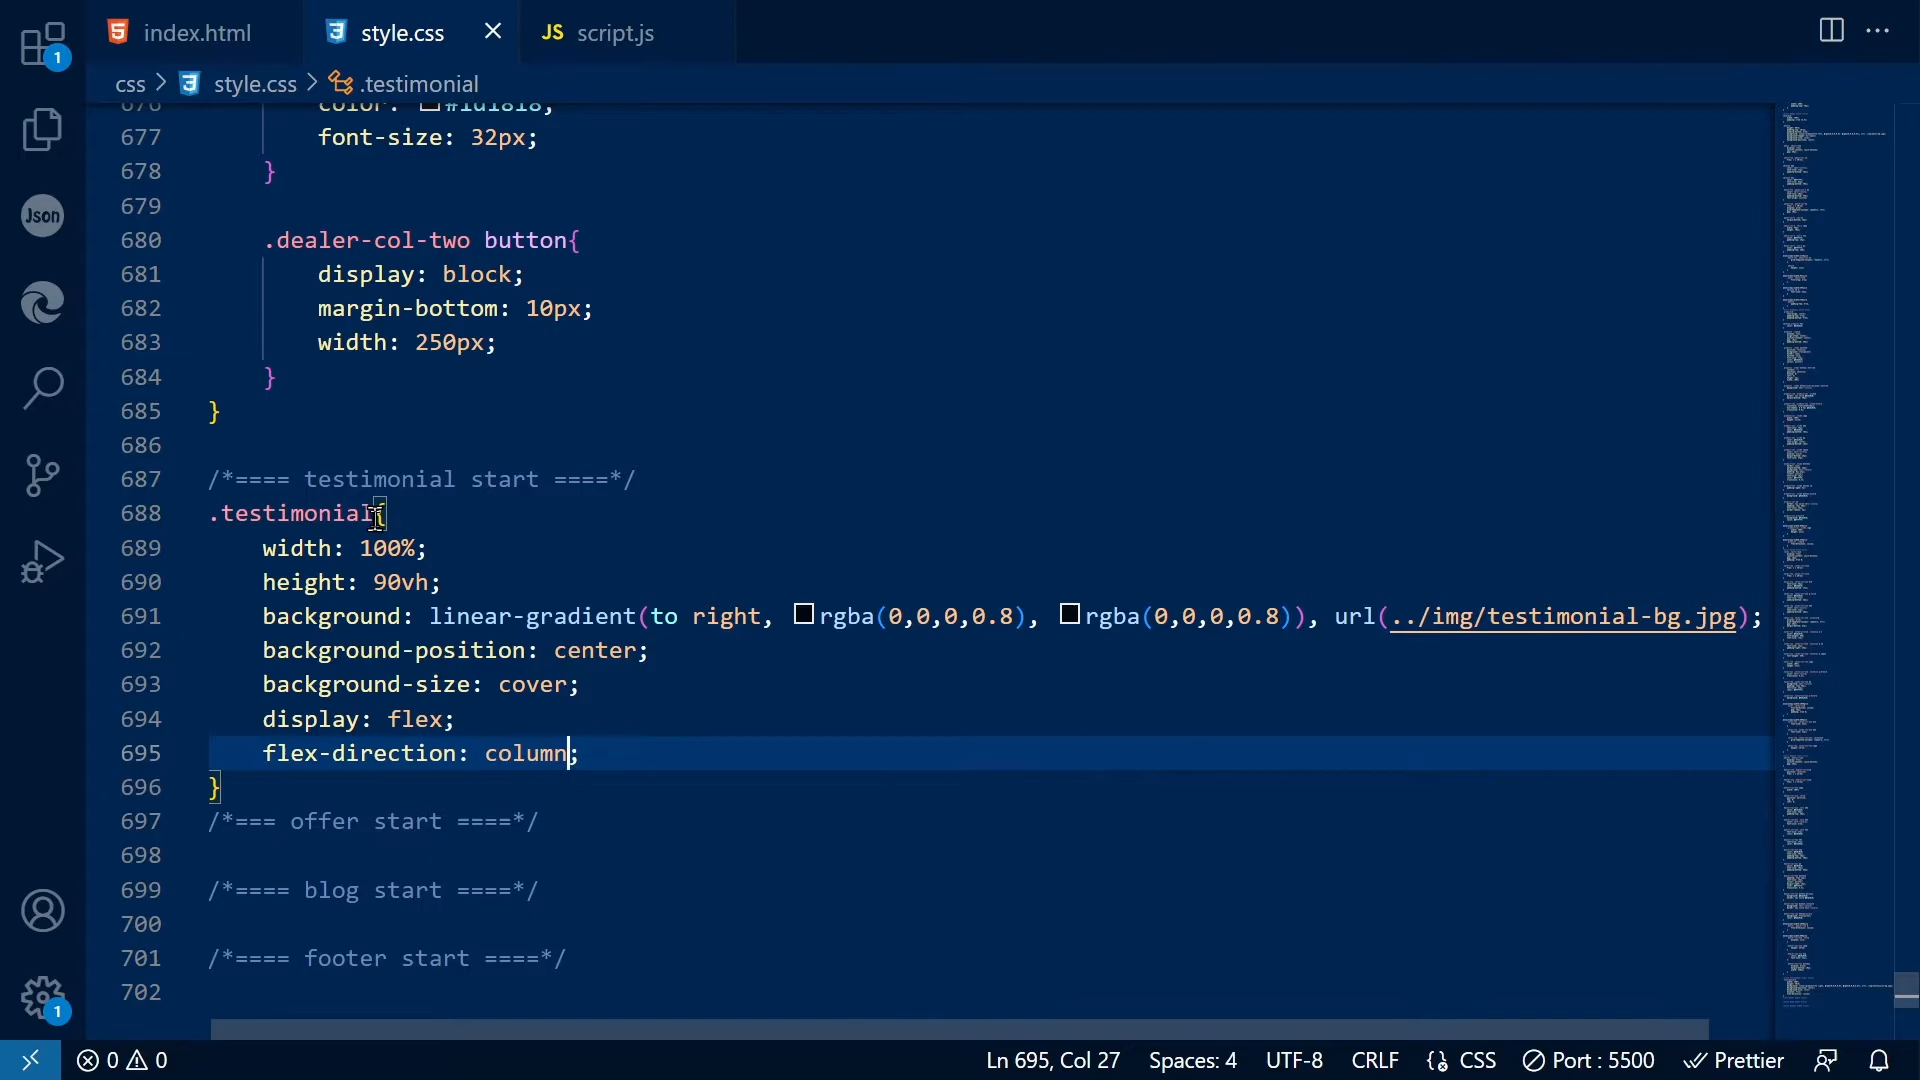 index.html
style.css
JS script.js
css > style.css > .testimonial
677 font-size: 32px;
678 }
679
680 .dealer-col-two button{
681 display: block;
682 margin-bottom: 10px;
683 width: 250px;
684 }
685 }
686
687 /*==== testimonial start ====*/
688 .testimonial{
689 width: 100%;
690 height: 90vh;
691 background: linear-gradient(to right, rgba(0,0,0,0.8), rgba(0,0,0,0.8)), url(../img/testimonial-bg.jpg);
692 background-position: center;
693 background-size: cover;
694 display: flex;
695 flex-direction: column;
696 }
697 /*=== offer start ====*/
698
699 /*==== blog start ====*/
700
701 /*==== footer start ====*/
702
1
Json
1
0 0
Ln 695, Col 27 Spaces: 4 UTF-8 CRLF CSS Port : 5500 Prettier